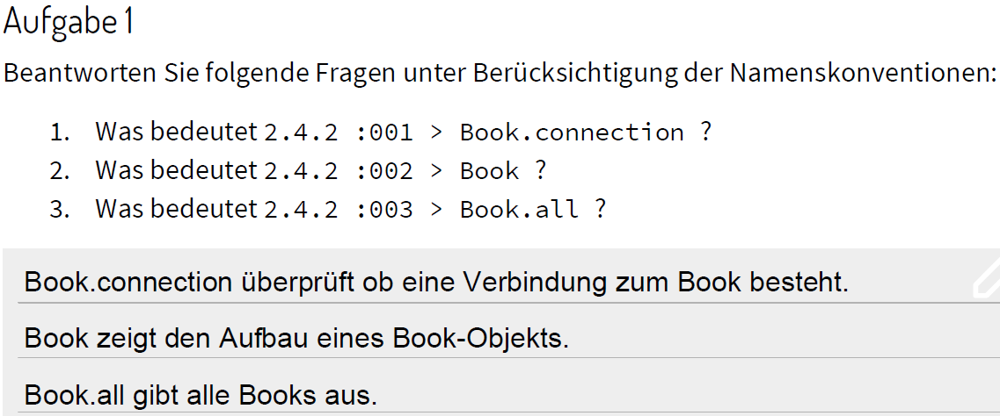 Aufgabe 1
Beantworten Sie folgende Fragen unter Berücksichtigung der Namenskonventionen:
1. Was bedeutet 2.4.2 :001 > Book.connection ?
2. Was bedeutet 2.4.2 :002 > Book ?
3. Was bedeutet 2.4.2 :003 > Book.all ?
Book.connection überprüft ob eine Verbindung zum Book besteht.
Book zeigt den Aufbau eines Book-Objekts.
Book.all gibt alle Books aus.